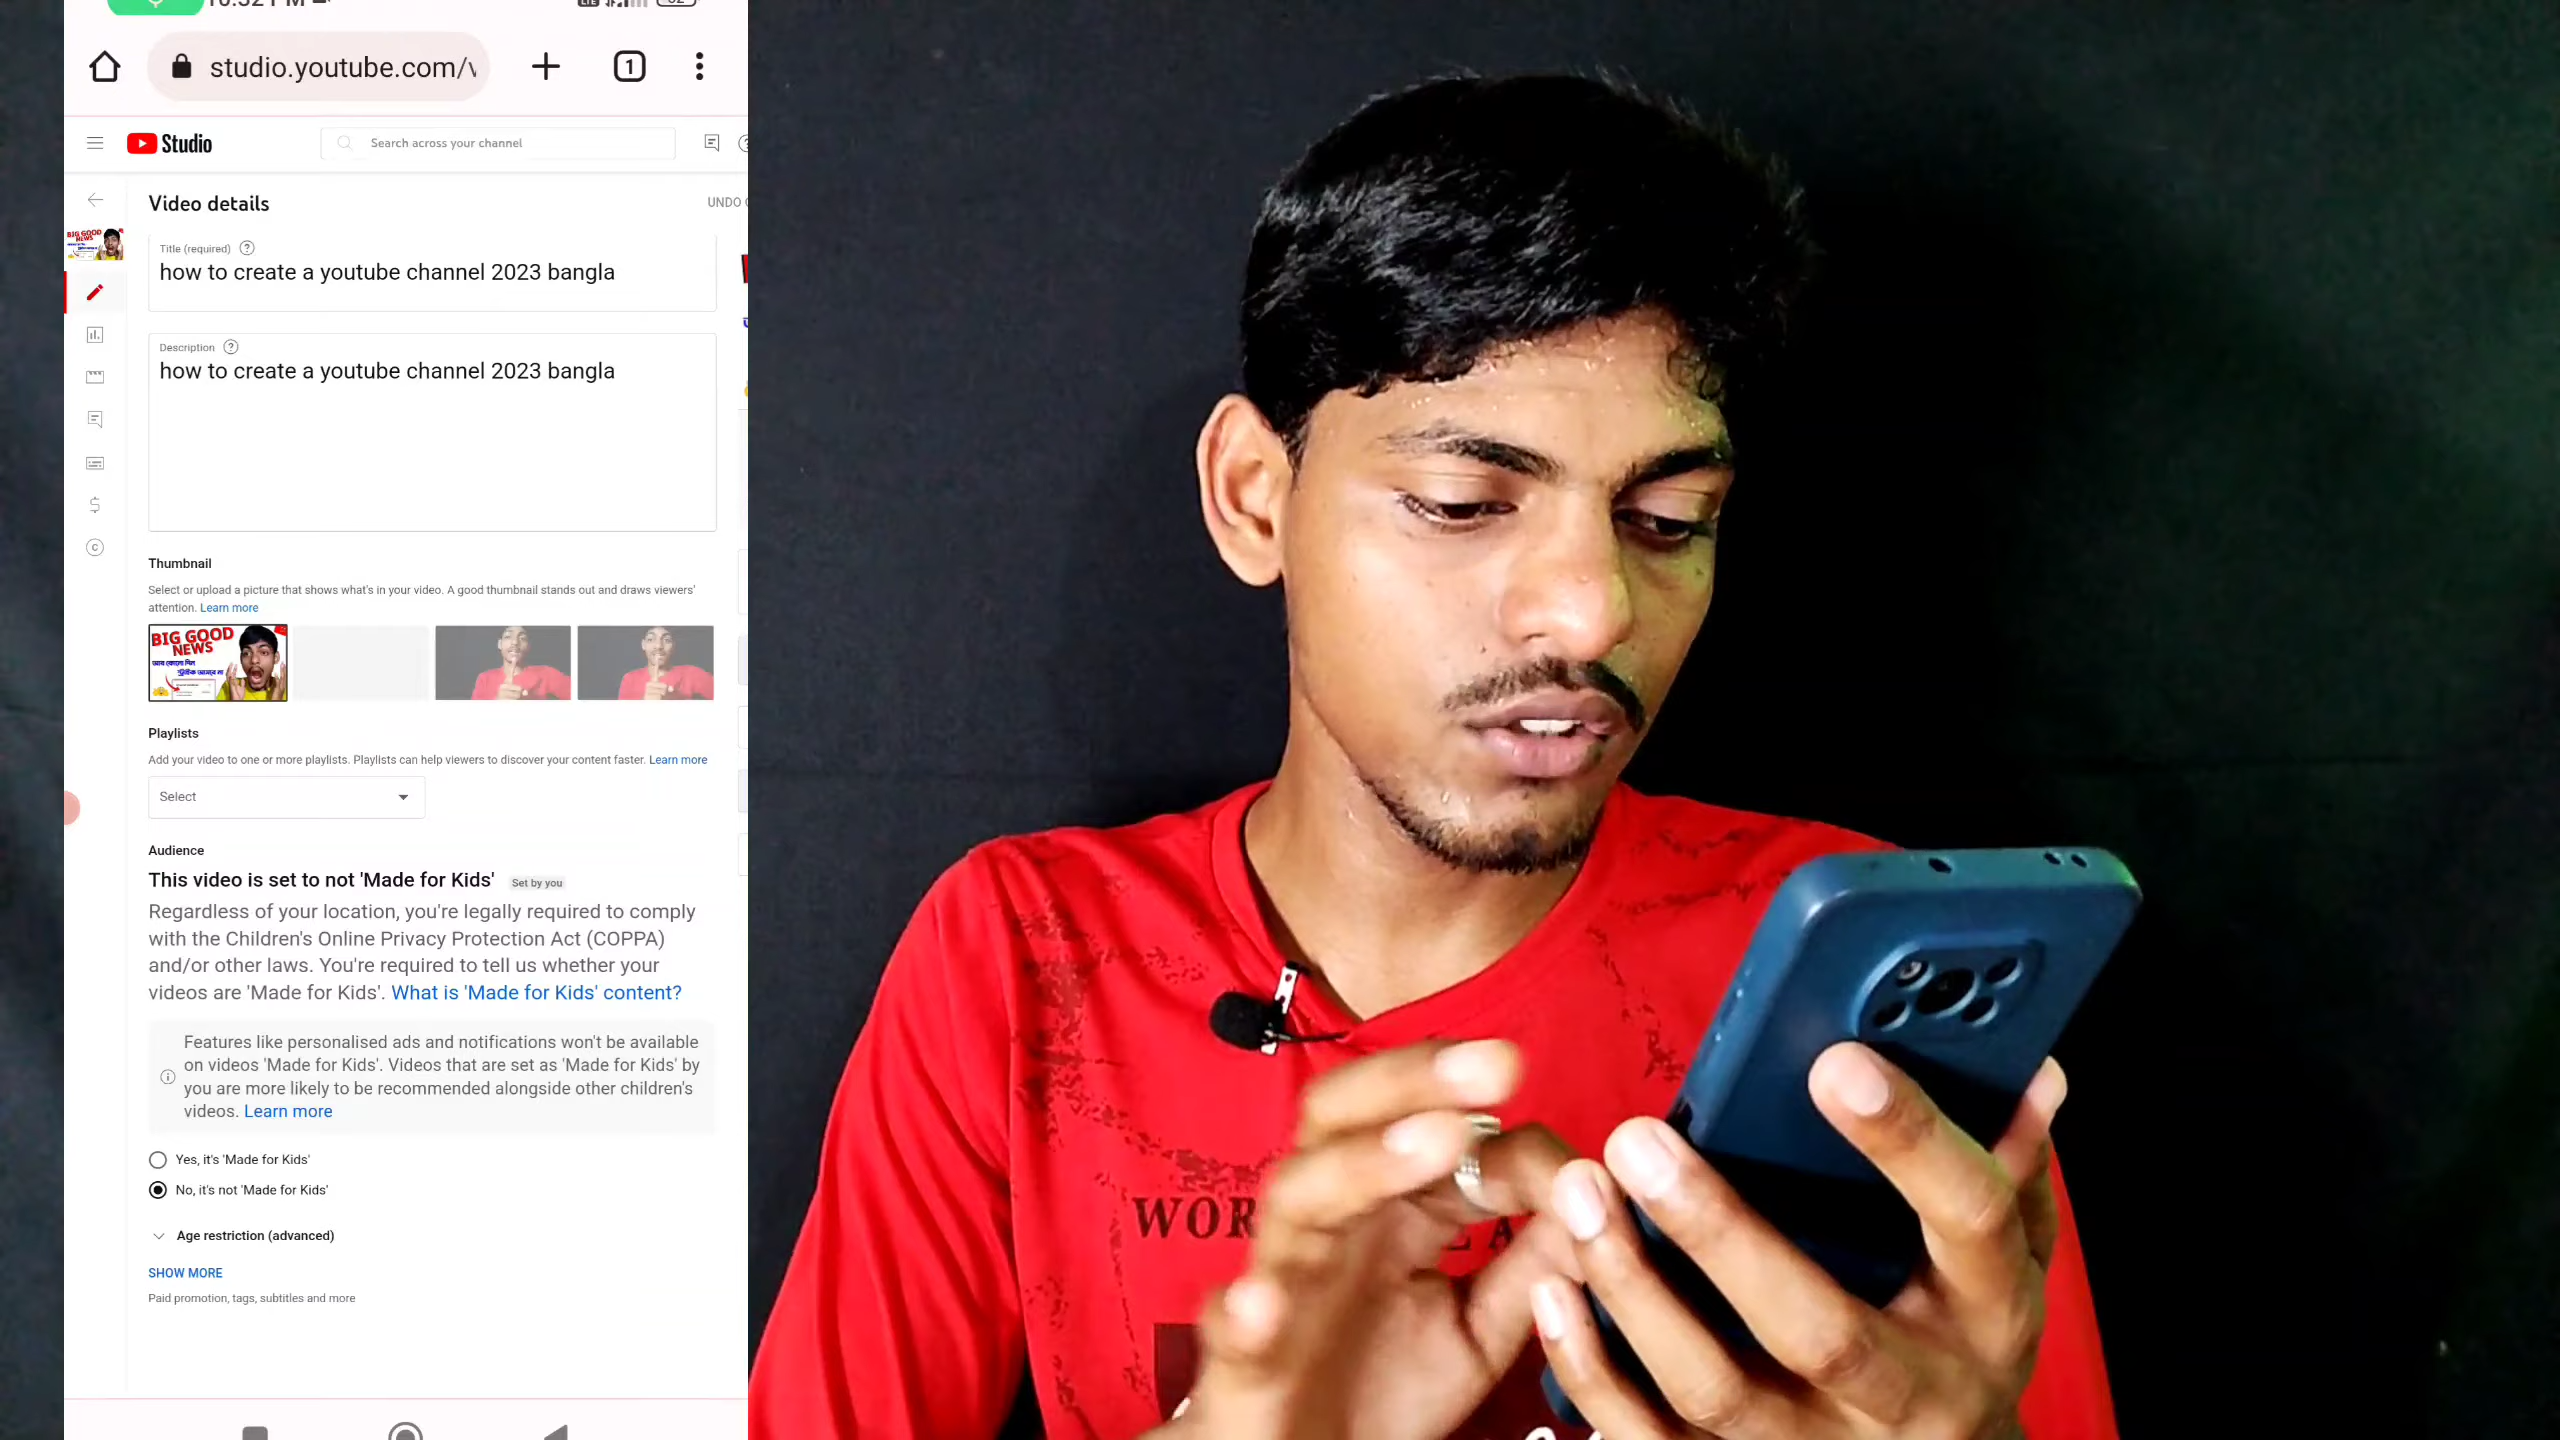 studio.youtube.com/v
1
Studio
Search across your channel
Video details
UNDO
Title (required)
how to create a youtube channel 2023 bangla
Description
how to create a youtube channel 2023 bangla
Thumbnail
Select or upload a picture that shows what's in your video. A good thumbnail stands out and draws viewers'
attention. Learn more
BIG GOOD
NEWS
Playlists
Add your video to one or more playlists. Playlists can help viewers to discover your content faster. Learn more
Select
Audience
This video is set to not 'Made for Kids' Set by you
Regardless of your location, you're legally required to comply
with the Children's Online Privacy Protection Act (COPPA)
and/or other laws. You're required to tell us whether your
videos are 'Made for Kids'. What is 'Made for Kids' content?
Features like personalised ads and notifications won't be available
on videos 'Made for Kids'. Videos that are set as 'Made for Kids' by
you are more likely to be recommended alongside other children's
videos. Learn more
Yes, it's 'Made for Kids'
No, it's not 'Made for Kids'
Age restriction (advanced)
SHOW MORE
Paid promotion, tags, subtitles and more
WOR